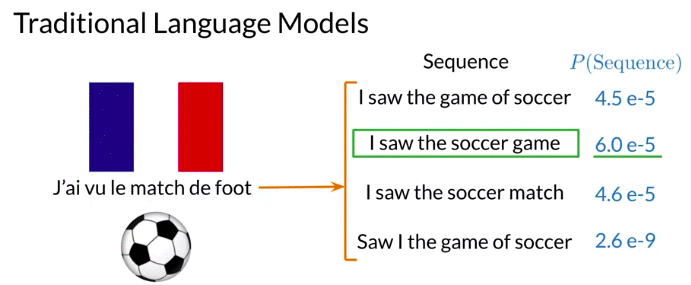 Traditional Language Models
Sequence P(Sequence)
I saw the game of soccer 4.5 e-5
I saw the soccer game 6.0 e-5
J'ai vu le match de foot
I saw the soccer match 4.6 e-5
Saw I the game of soccer 2.6 e-9